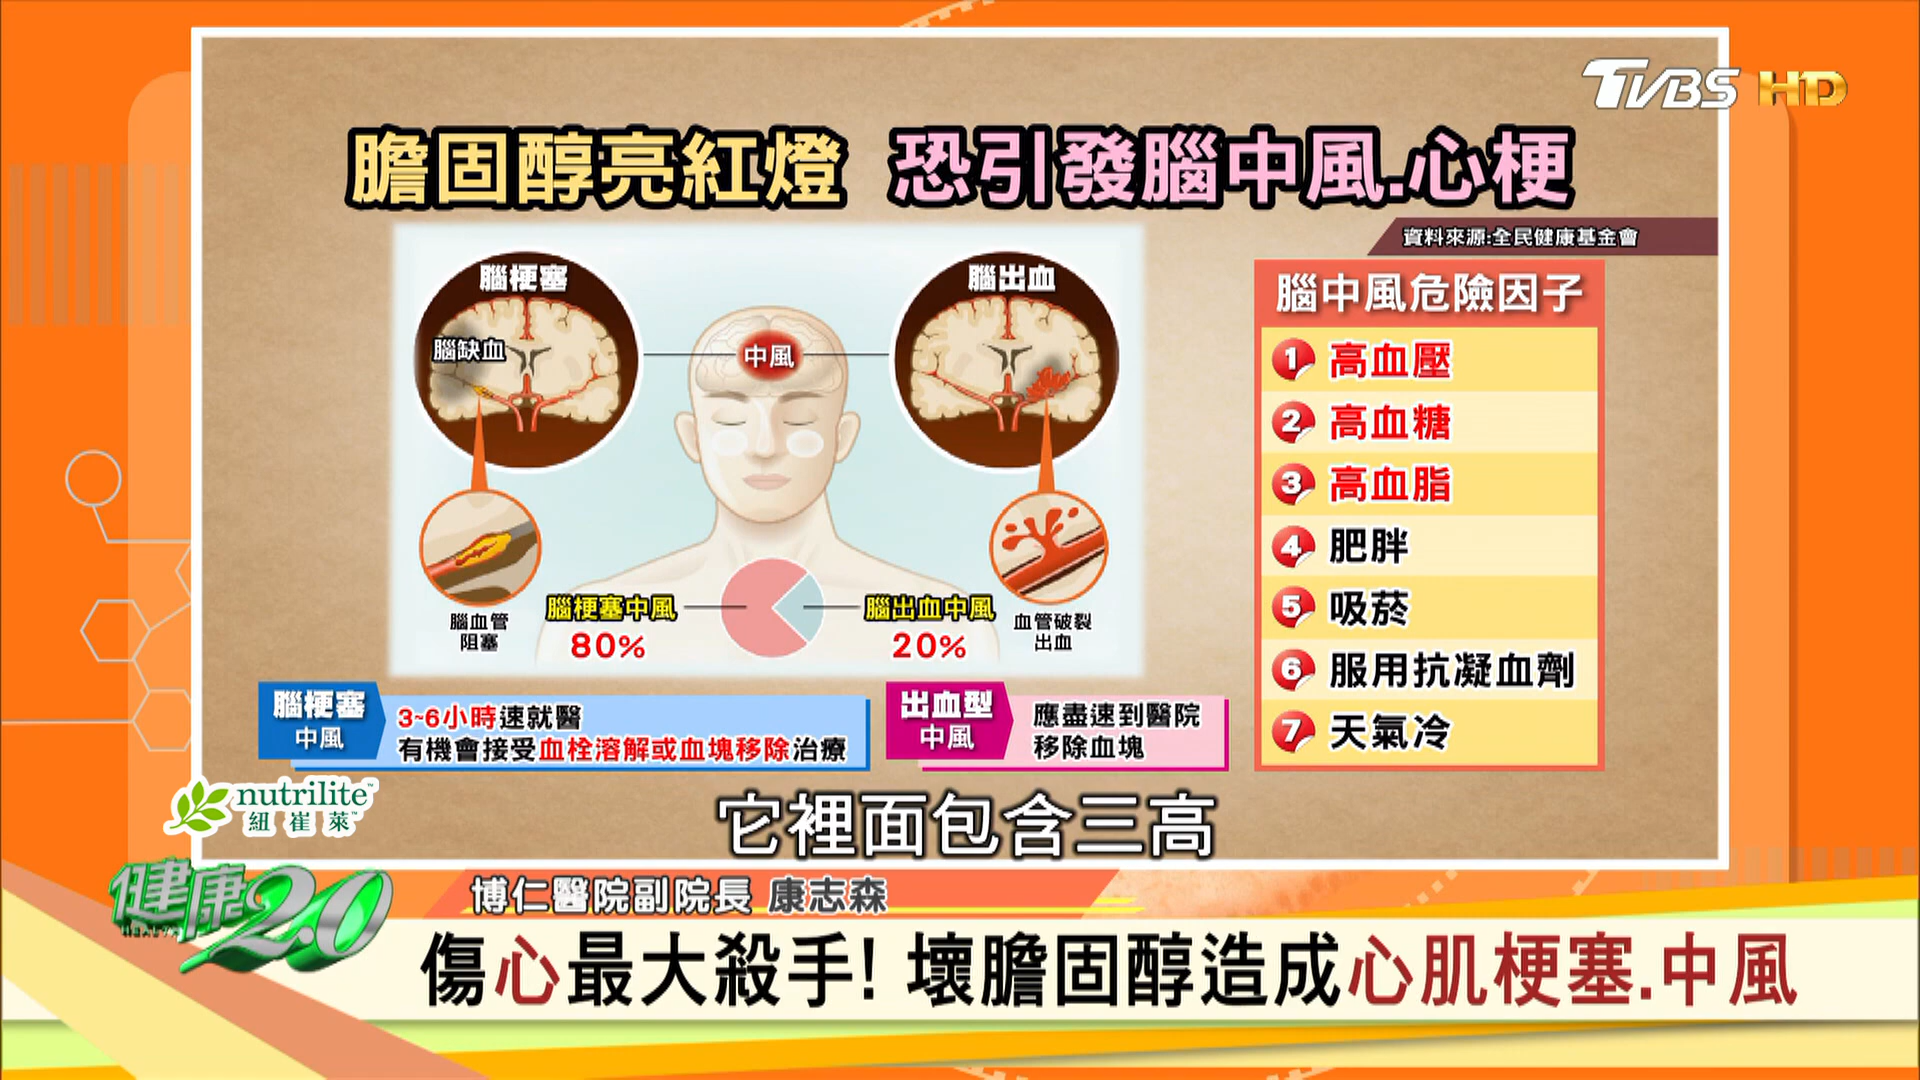 TVBS HD
膽固醇亮紅燈 恐引發腦中風.心梗
資料來源:全民健康基金會
腦梗塞
腦缺血
中風
腦出血
腦血管
阻塞
腦梗塞中風
80%
腦出血中風
20%
血管破裂
出血
腦中風危險因子
1 高血壓
2 高血糖
3 高血脂
4 肥胖
5 吸菸
6 服用抗凝血劑
7 天氣冷
腦梗塞
中風
3~6小時速就醫
有機會接受血栓溶解或血塊移除治療
出血型
中風
應盡速到醫院
移除血塊
nutrilite™
紐崔萊™
它裡面包含三高
健康2.0
HEALTH
博仁醫院副院長 康志森
傷心最大殺手! 壞膽固醇造成心肌梗塞.中風